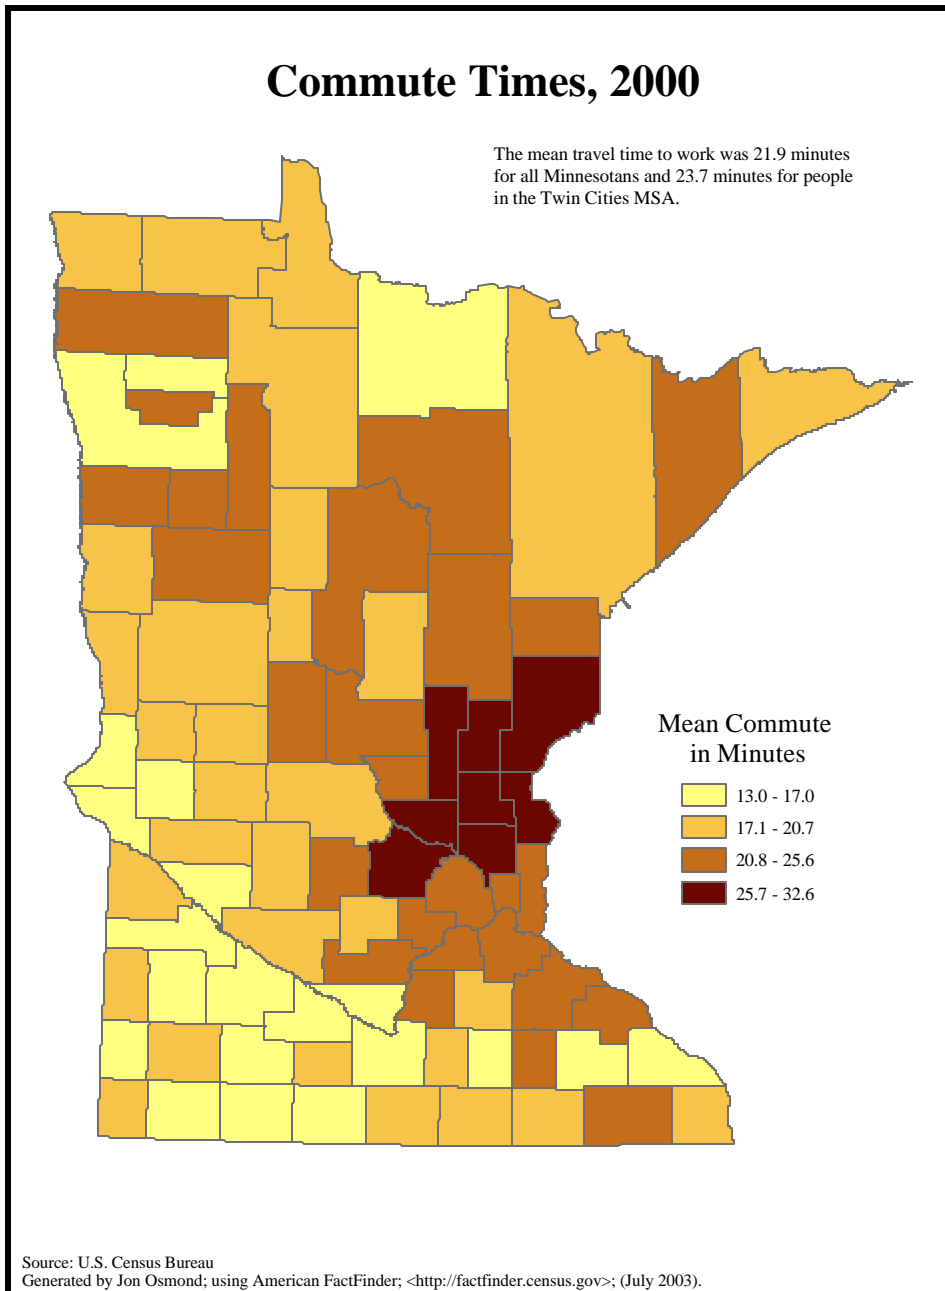 Commute Times, 2000
The mean travel time to work was 21.9 minutes
for all Minnesotans and 23.7 minutes for people
in the Twin Cities MSA.
Mean Commute
in Minutes
13.0 - 17.0
17.1 - 20.7
20.8 - 25.6
25.7 - 32.6
Source: U.S. Census Bureau
Generated by Jon Osmond; using American FactFinder; <http://factfinder.census.gov>; (July 2003).